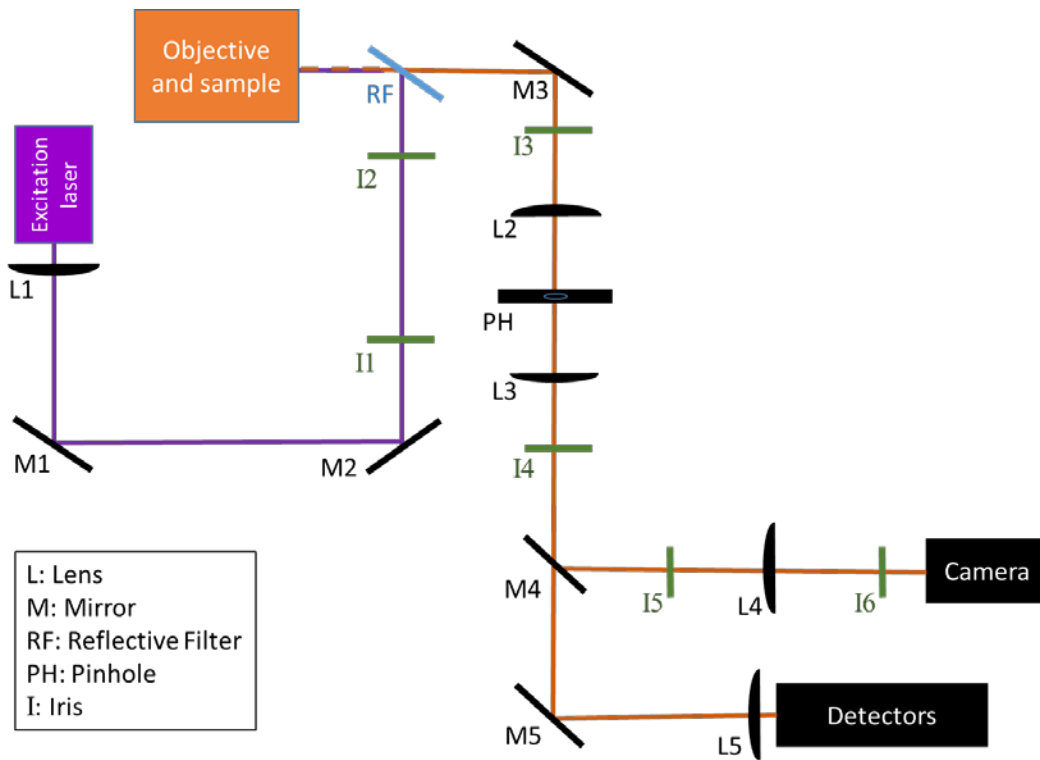 Objective
and sample
RF
M3
I3
Excitation
laser
I2
L2
L1
PH
I1
L3
M1
M2
I4
L: Lens
M: Mirror
RF: Reflective Filter
PH: Pinhole
I: Iris
M4
I5
L4
I6
Camera
M5
L5
Detectors